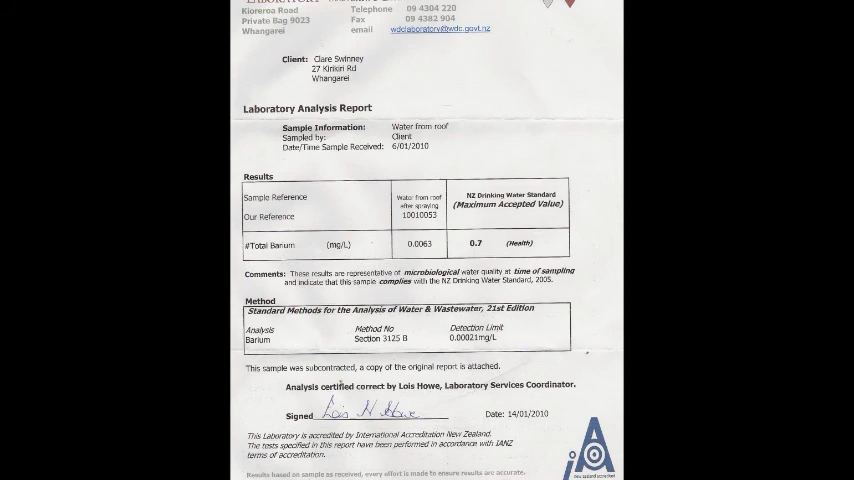 Kioreroa Road Telephone 09 4304 220
Private Bag 9023 Fax 09 4382 904
Whangarei email wdclaboratory@wdc.govt.nz
Client: Clare Swinney
27 Kirikiri Rd
Whangarei
Laboratory Analysis Report
Sample Information: Water from roof
Sampled by: Client
Date/Time Sample Received: 6/01/2010
Results
Sample Reference Water from roof after spraying NZ Drinking Water Standard (Maximum Accepted Value)
Our Reference 10010053
#Total Barium (mg/L) 0.0063 0.7 (Health)
Comments: These results are representative of microbiological water quality at time of sampling
and indicate that this sample complies with the NZ Drinking Water Standard, 2005.
Method
Standard Methods for the Analysis of Water & Wastewater, 21st Edition
Analysis Method No Detection Limit
Barium Section 3125 B 0.00021mg/L
This sample was subcontracted, a copy of the original report is attached.
Analysis certified correct by Lois Howe, Laboratory Services Coordinator.
Signed Lois H Howe Date: 14/01/2010
This Laboratory is accredited by International Accreditation New Zealand.
The tests specified in this report have been performed in accordance with IANZ
terms of accreditation.
Results based on sample as received, every effort is made to ensure results are accurate.